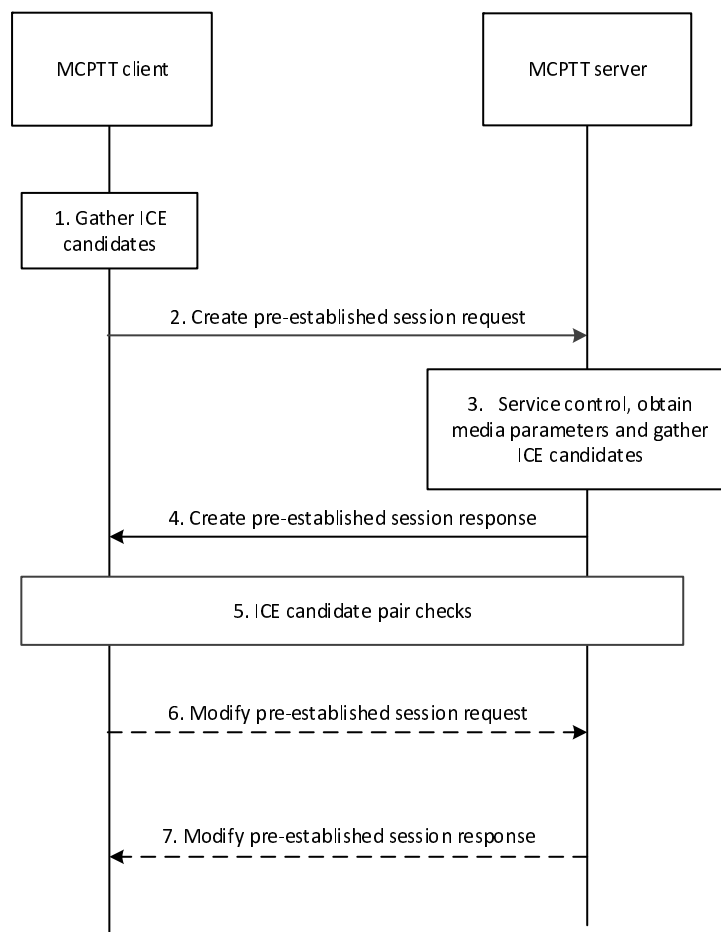 MCPTT client
MCPTT server
1. Gather ICE
candidates
2. Create pre-established session request
3. Service control, obtain
media parameters and gather
ICE candidates
4. Create pre-established session response
5. ICE candidate pair checks
6. Modify pre-established session request
7. Modify pre-established session response